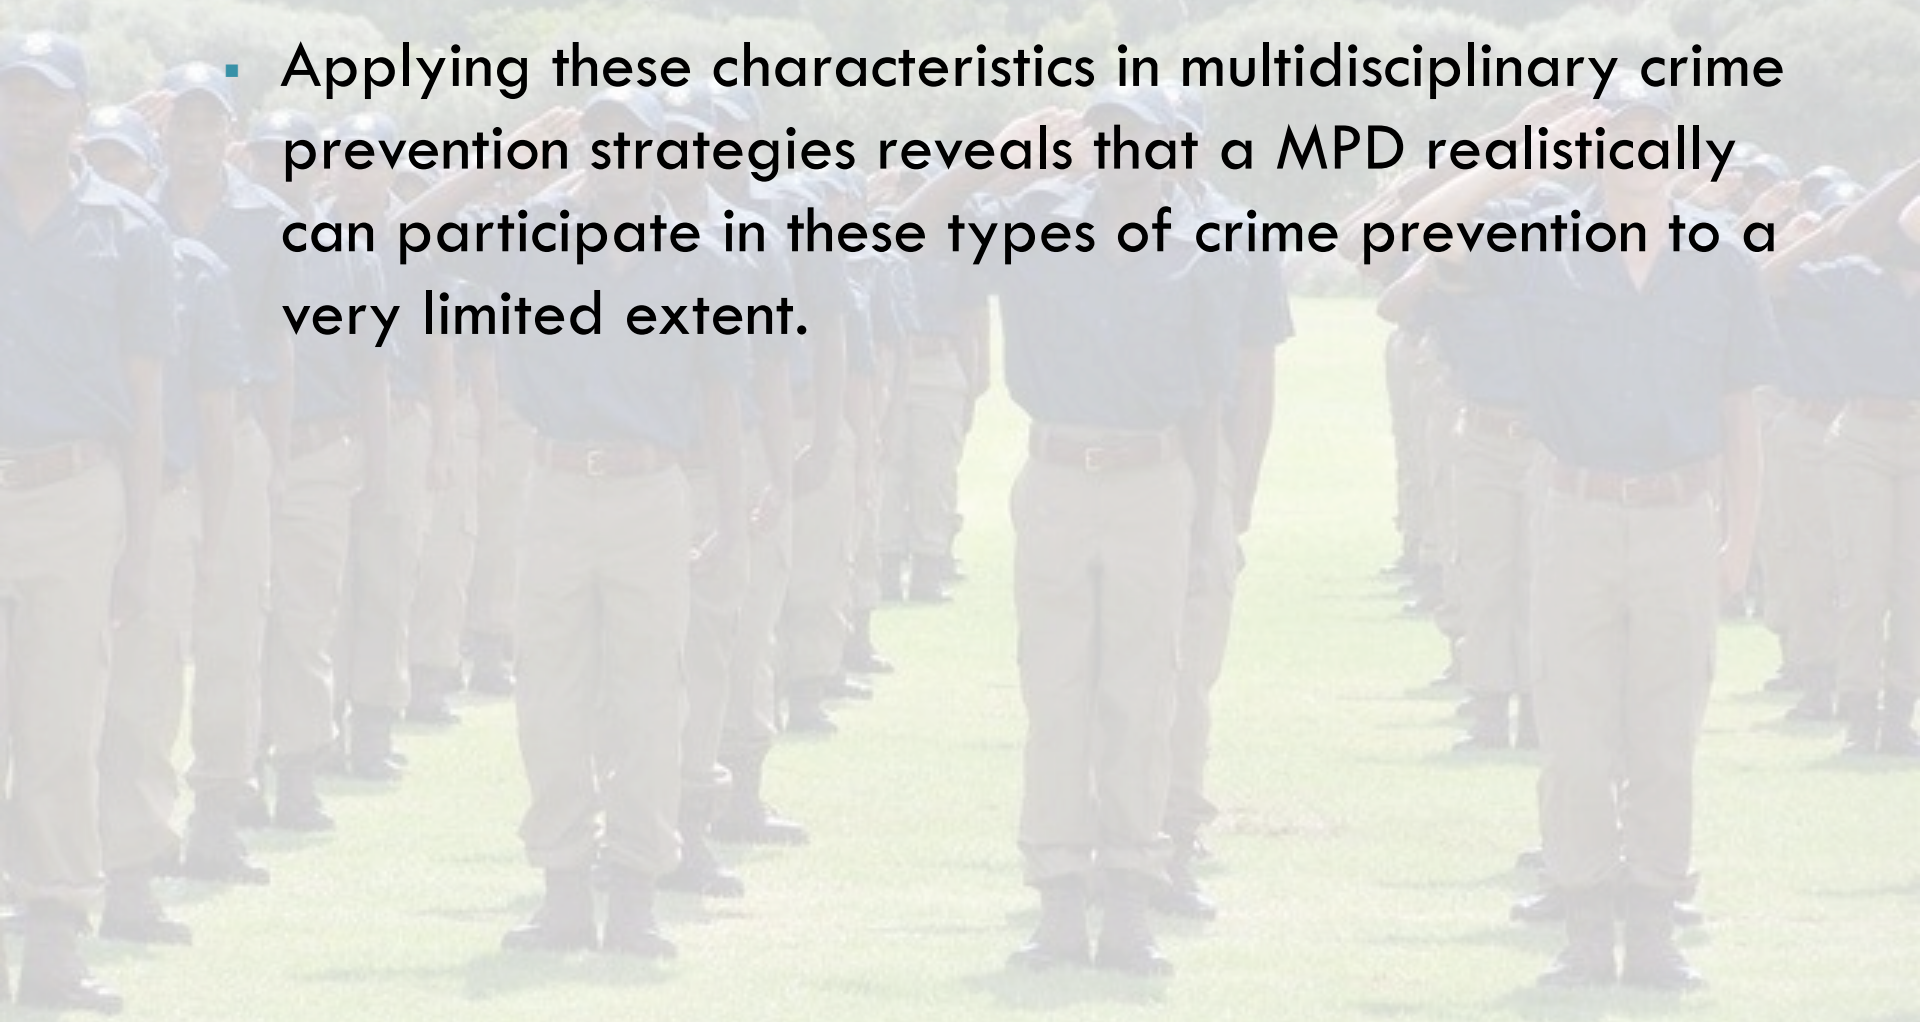 ▪ Applying these characteristics in multidisciplinary crime
prevention strategies reveals that a MPD realistically
can participate in these types of crime prevention to a
very limited extent.